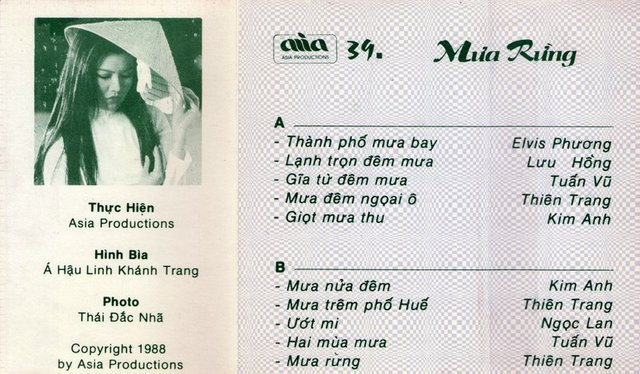 Thực Hiện
Asia Productions
Hình Bìa
Á Hậu Linh Khánh Trang
Photo
Thái Đắc Nhã
Copyright 1988
by Asia Productions
asia
ASIA PRODUCTIONS
39.
Mưa Rừng
A
- Thành phố mưa bay Elvis Phương
- Lạnh trọn đêm mưa Lưu Hồng
- Gĩa từ đêm mưa Tuấn Vũ
- Mưa đêm ngọai ô Thiên Trang
- Giọt mưa thu Kim Anh
B
- Mưa nửa đêm Kim Anh
- Mưa trêm phố Huế Thiên Trang
- Ướt mi Ngọc Lan
- Hai mùa mưa Tuấn Vũ
- Mưa rừng Thiên Trang